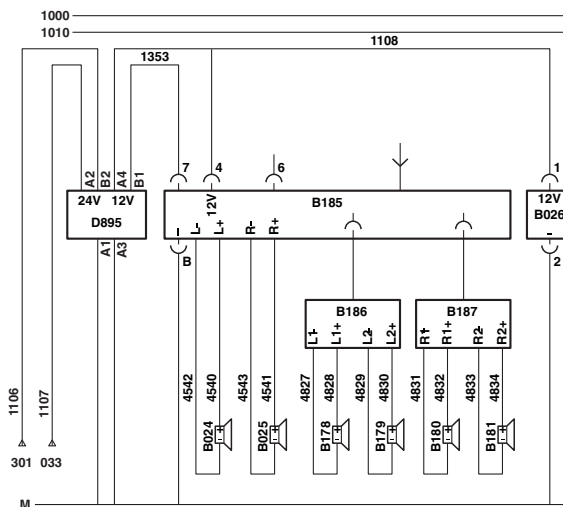 1000
1010
1108
1353
A2 B2 A4 B1
7 4 6 1
24V 12V
D895
12V
B185
12V
B026
- L- L+ R- R+
-
A1 A3
B
2
B186
B187
L1- L1+ L2- L2+
R1- R1+ R2- R2+
4542 4540 4543 4541 4827 4828 4829 4830 4831 4832 4833 4834
1106 1107
B024 B025 B178 B179 B180 B181
+ - + - + - + - + - + -
301 033
M